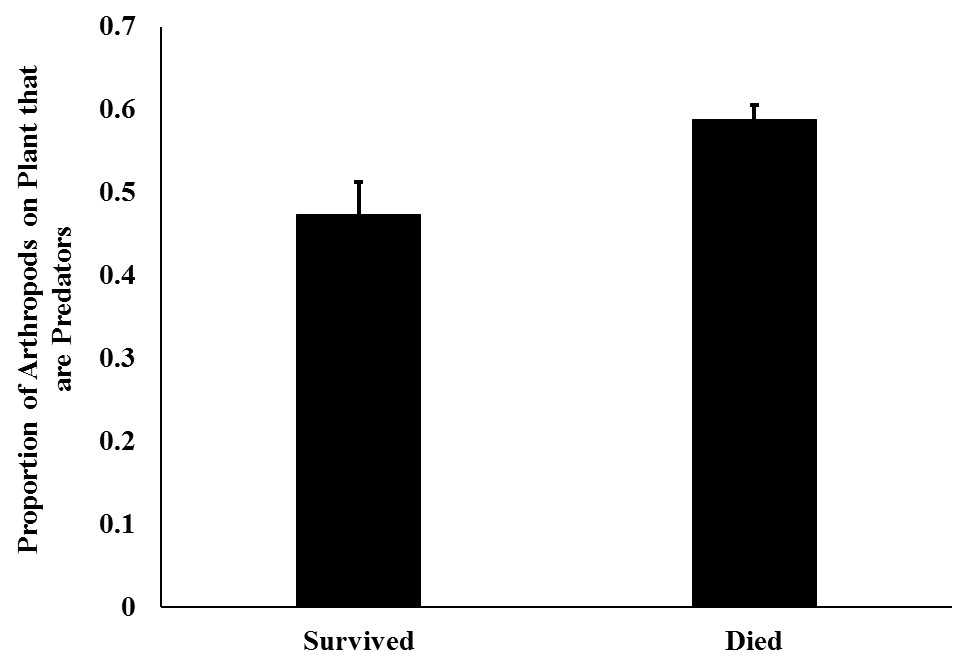 Proportion of Arthropods on Plant that
are Predators
0.7
0.6
0.5
0.4
0.3
0.2
0.1
0
Survived
Died